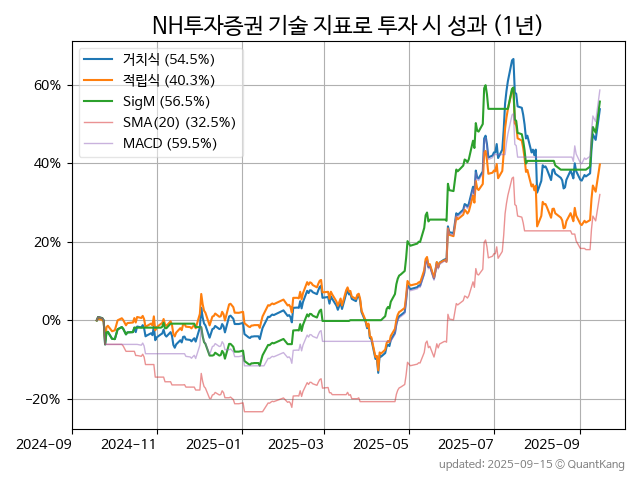 NH투자증권 기술 지표로 투자 시 성과 (1년)
거치식 (54.5%)
적립식 (40.3%)
SigM (56.5%)
SMA(20) (32.5%)
MACD (59.5%)
60%
40%
20%
0%
−20%
2024-09
2024-11
2025-01
2025-03
2025-05
2025-07
2025-09
updated: 2025-09-15 © QuantKang